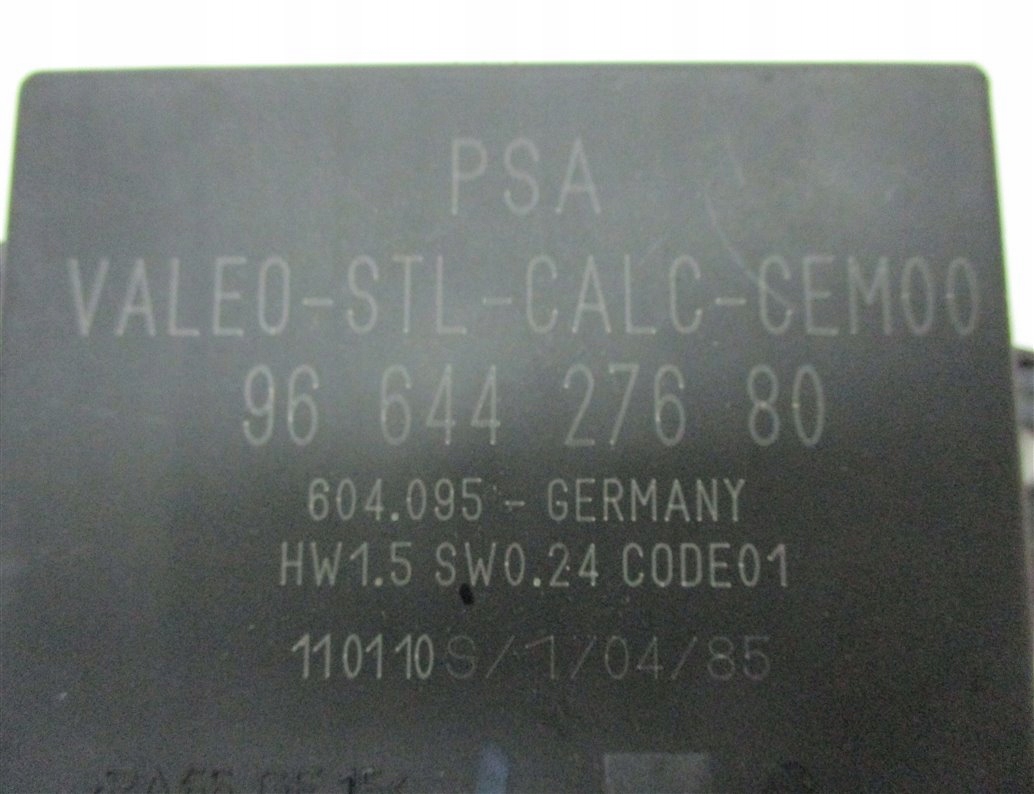 PSA
VALEO-STL-CALC-CEM00
96 644 276 80
604.095 - GERMANY
HW1.5 SW0.24 CODE01
110110S/1/04/85